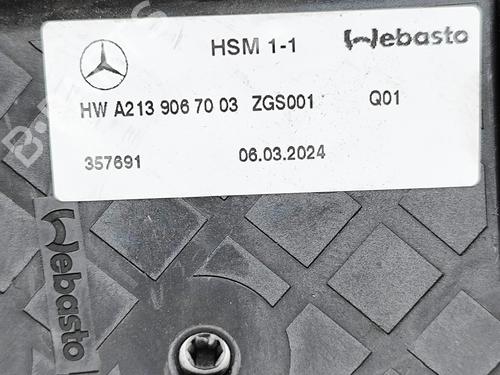 HSM 1-1
Webasto
HW A213 906 70 03 ZGS001 Q01
357691 06.03.2024
Webasto